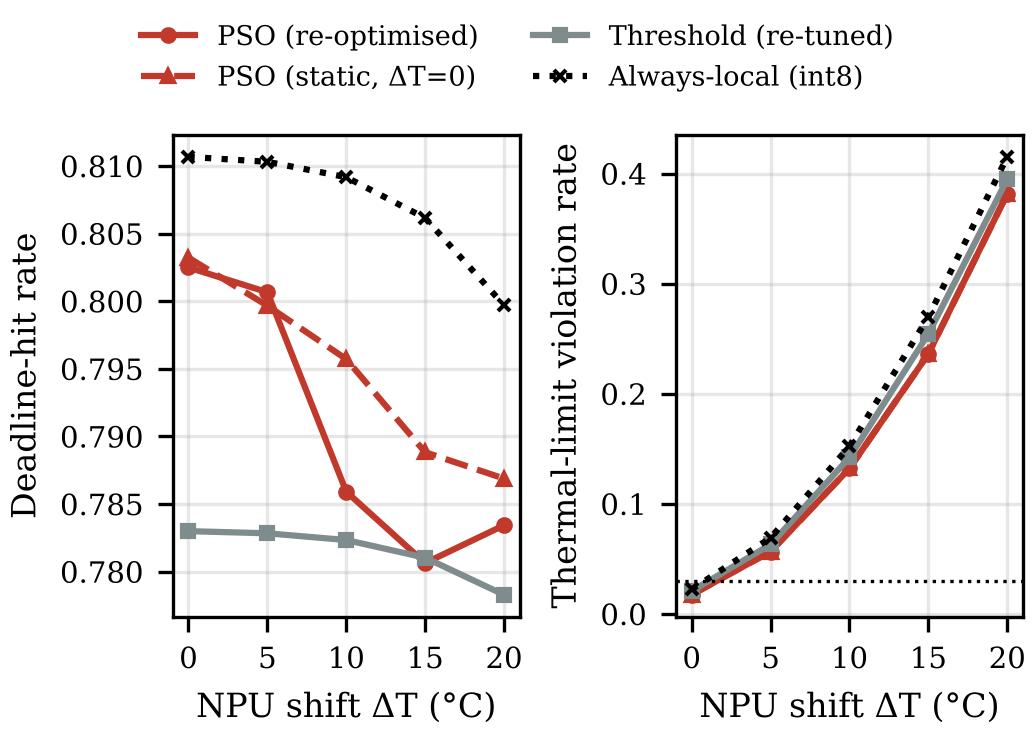 PSO (re-optimised)
Threshold (re-tuned)
PSO (static, ΔT=0)
Always-local (int8)
Deadline-hit rate
0.810
0.805
0.800
0.795
0.790
0.785
0.780
0 5 10 15 20
NPU shift ΔT (°C)
Thermal-limit violation rate
0.4
0.3
0.2
0.1
0.0
0 5 10 15 20
NPU shift ΔT (°C)